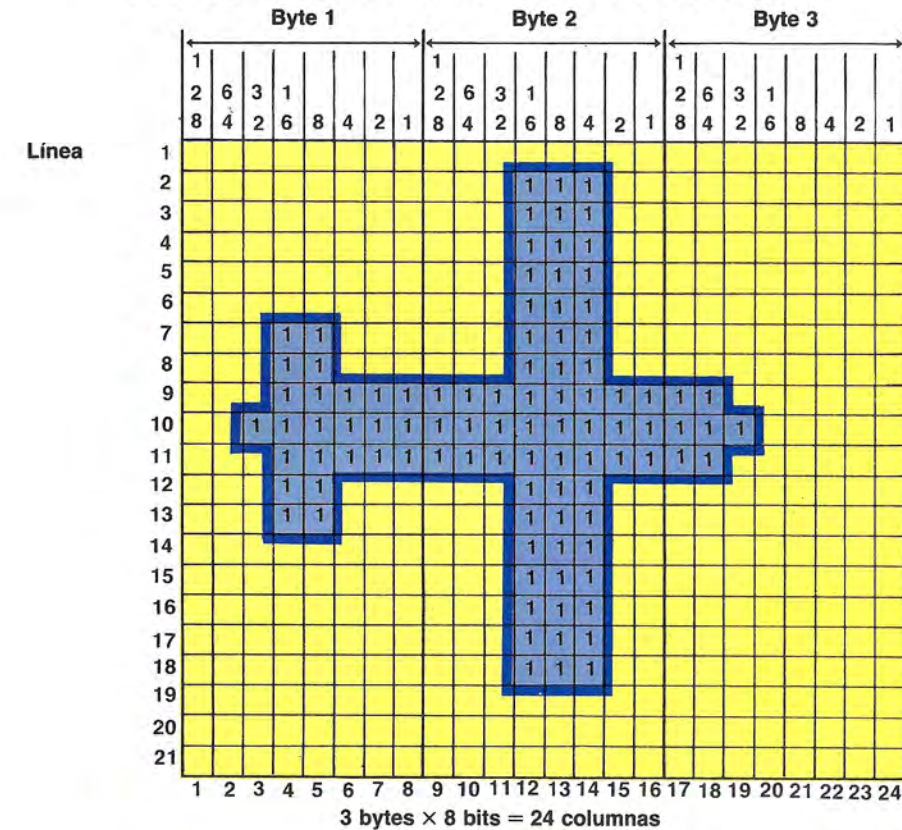 Byte 1 Byte 2 Byte 3
1 1 1
2 6 3 1 2 6 3 1 2 6 3 1
8 4 2 6 8 4 2 1 8 4 2 6 8 4 2 1 8 4 2 6 8 4 2 1
Línea
1
2 1 1 1
3 1 1 1
4 1 1 1
5 1 1 1
6 1 1 1
7 1 1 1 1 1
8 1 1 1 1 1
9 1 1 1 1 1 1 1 1 1 1 1 1 1 1 1
10 1 1 1 1 1 1 1 1 1 1 1 1 1 1 1 1 1
11 1 1 1 1 1 1 1 1 1 1 1 1 1 1 1
12 1 1 1 1 1
13 1 1 1 1 1
14 1 1 1
15 1 1 1
16 1 1 1
17 1 1 1
18 1 1 1
19
20
21
1 2 3 4 5 6 7 8 9 10 11 12 13 14 15 16 17 18 19 20 21 22 23 24
3 bytes × 8 bits = 24 columnas